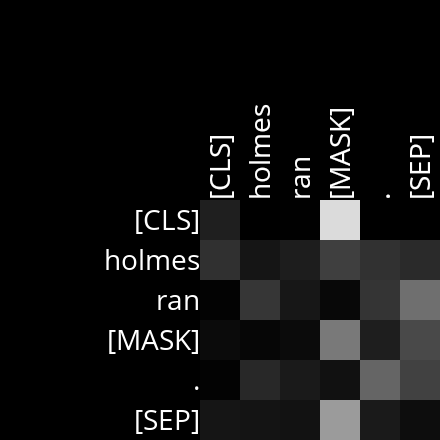 [CLS] holmes ran [MASK] . [SEP]
[CLS]
holmes
ran
[MASK]
.
[SEP]